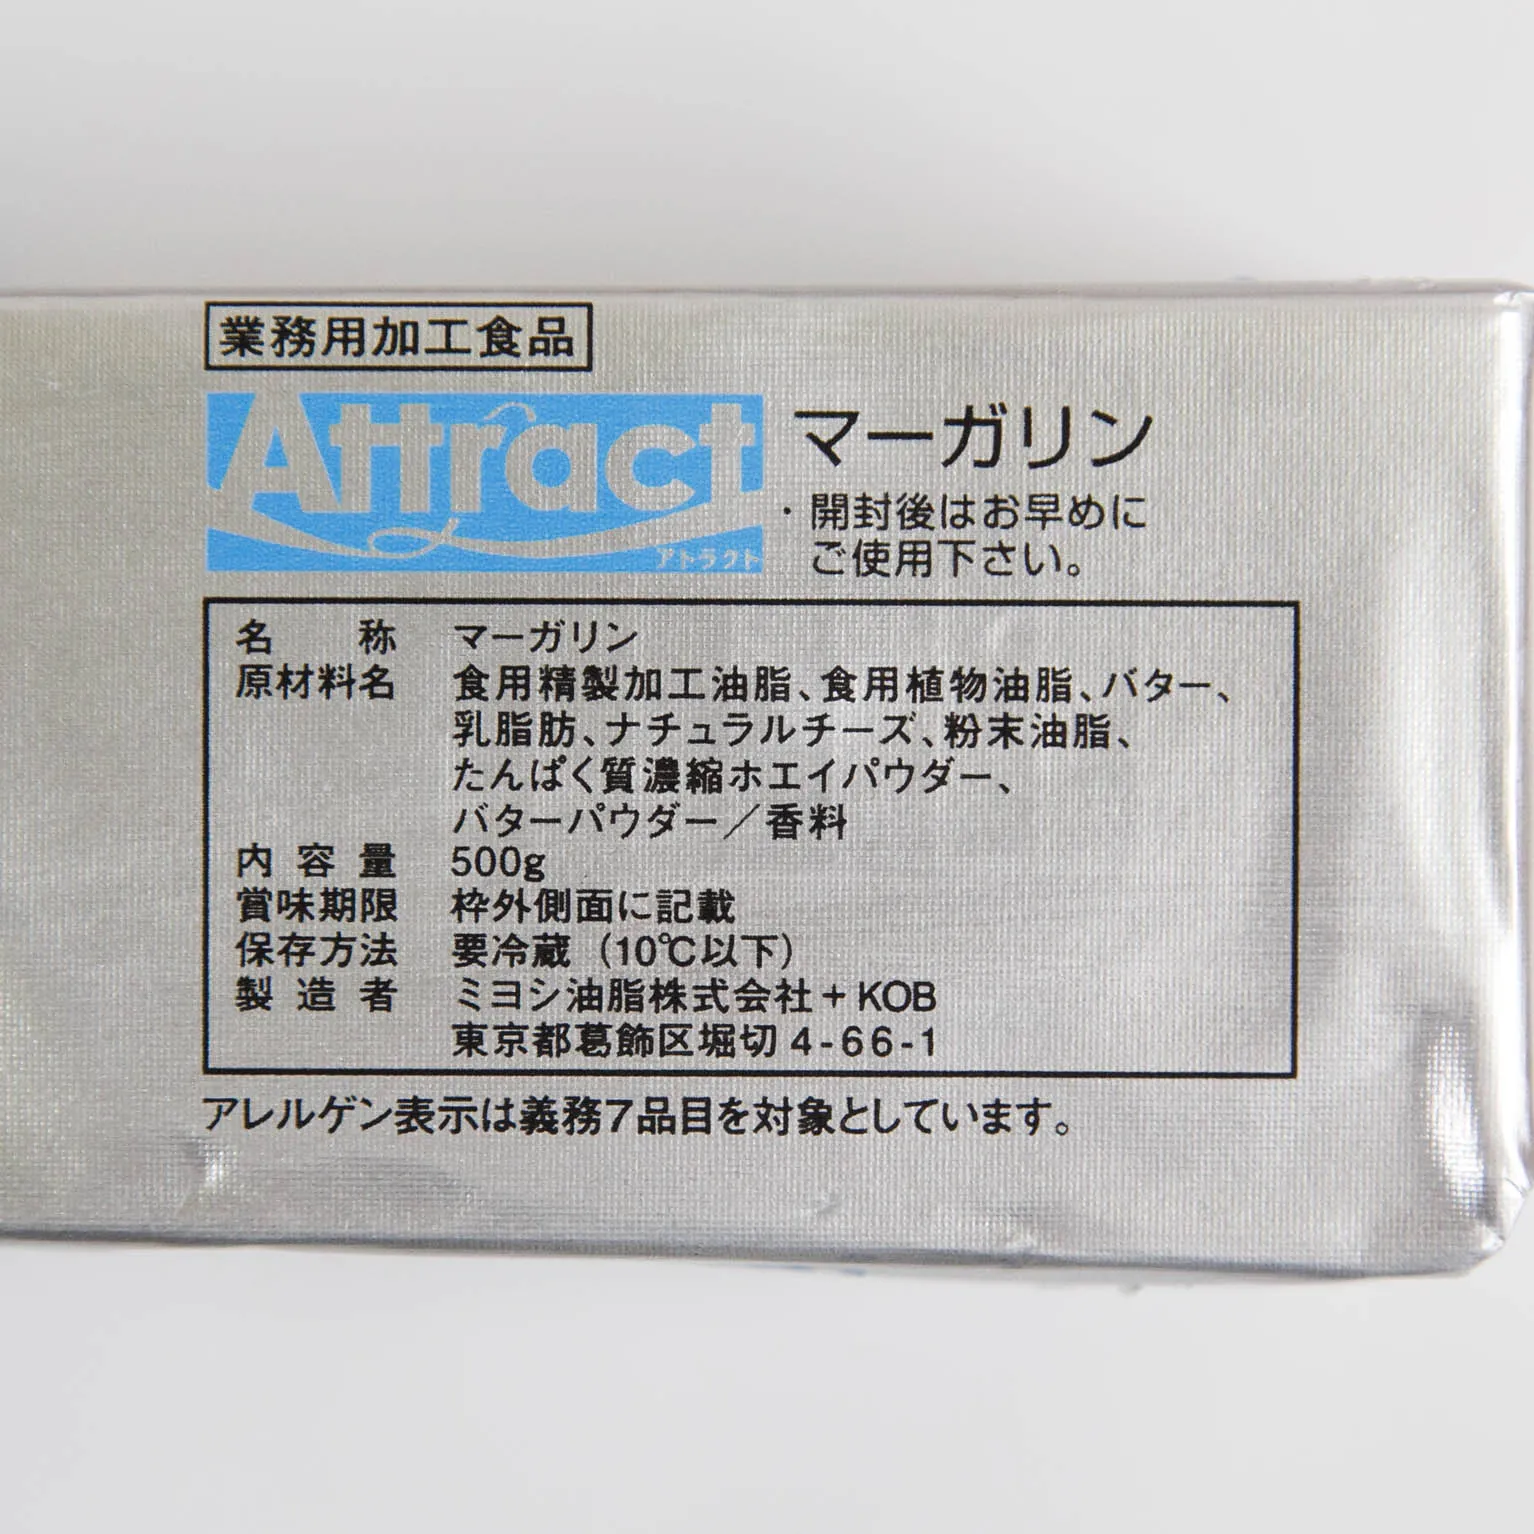 業務用加工食品
Attract
アトラクト
マーガリン
・開封後はお早めに
ご使用下さい。
名称 マーガリン
原材料名 食用精製加工油脂、食用植物油脂、バター、
乳脂肪、ナチュラルチーズ、粉末油脂、
たんぱく質濃縮ホエイパウダー、
バターパウダー／香料
内容量 500g
賞味期限 枠外側面に記載
保存方法 要冷蔵（10℃以下）
製造者 ミヨシ油脂株式会社+KOB
東京都葛飾区堀切4-66-1
アレルゲン表示は義務7品目を対象としています。